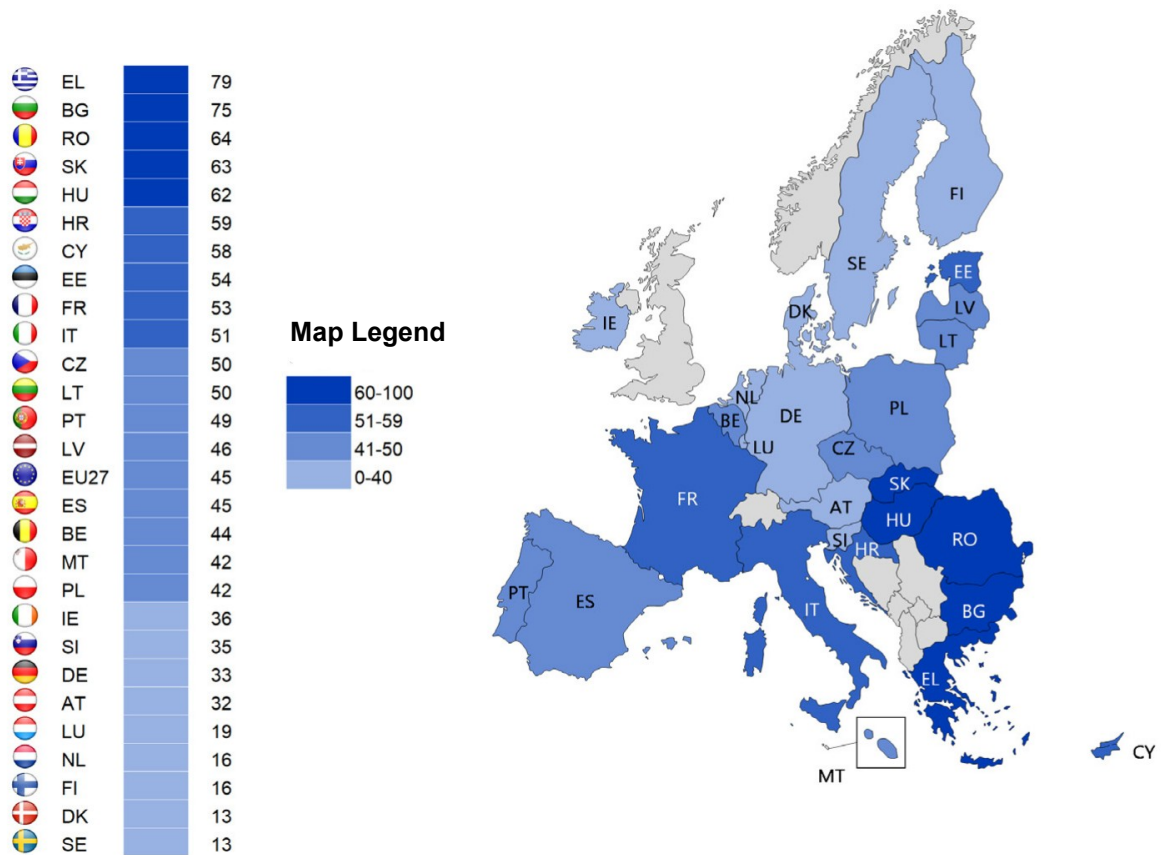 EL 79
BG 75
RO 64
SK 63
HU 62
HR 59
CY 58
EE 54
FR 53
IT 51
CZ 50
LT 50
PT 49
LV 46
EU27 45
ES 45
BE 44
MT 42
PL 42
IE 36
SI 35
DE 33
AT 32
LU 19
NL 16
FI 16
DK 13
SE 13
Map Legend
60-100
51-59
41-50
0-40
FI
SE
EE
LV
LT
DK
IE
NL
DE
PL
BE
LU
CZ
SK
FR
AT
HU
SI
HR
RO
PT
ES
IT
BG
EL
MT
CY